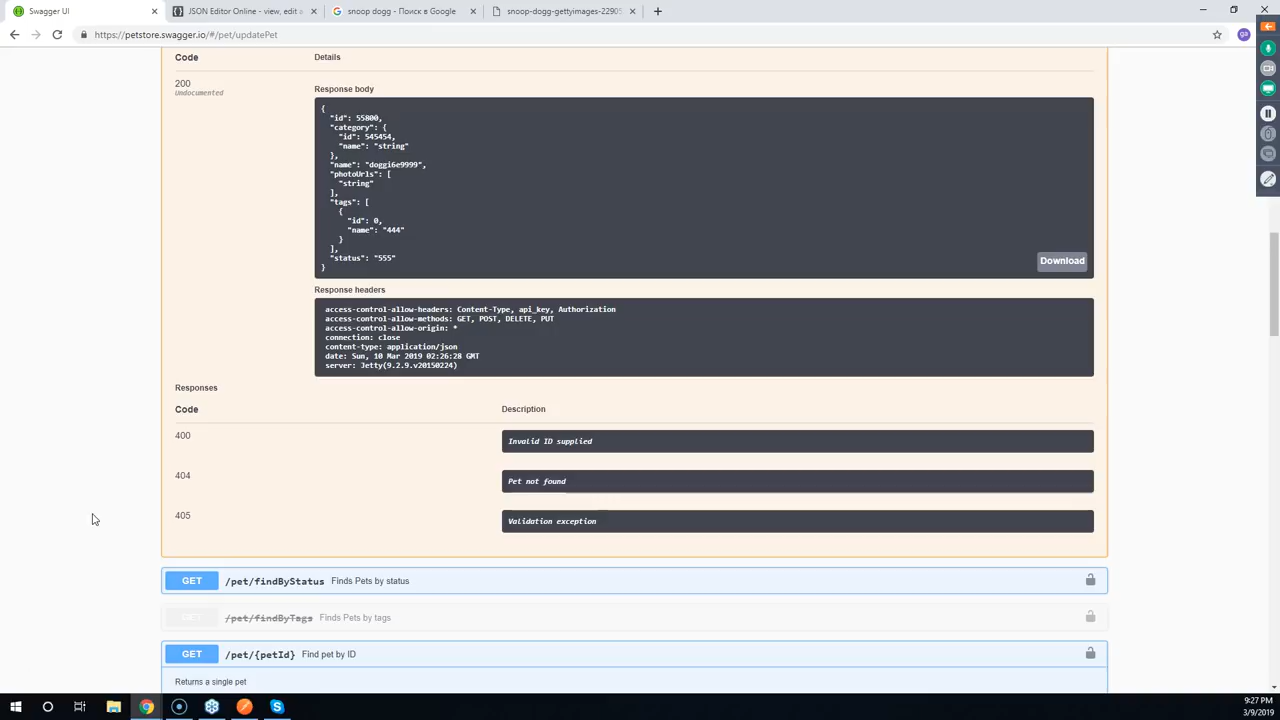 Swagger UI
JSON Editor Online - view, edit a
snoop dogg - Поиск в Google
snoop-dogg-gettyimages-2290
https://petstore.swagger.io/#/pet/updatePet
Code Details
200
Undocumented
Response body
{
"id": 55800,
"category": {
"id": 545454,
"name": "string"
},
"name": "doggi6e9999",
"photoUrls": [
"string"
],
"tags": [
{
"id": 0,
"name": "444"
}
],
"status": "555"
}
Download
Response headers
access-control-allow-headers: Content-Type, api_key, Authorization
access-control-allow-methods: GET, POST, DELETE, PUT
access-control-allow-origin: *
connection: close
content-type: application/json
date: Sun, 10 Mar 2019 02:26:28 GMT
server: Jetty(9.2.9.v20150224)
Responses
Code Description
400 Invalid ID supplied
404 Pet not found
405 Validation exception
GET /pet/findByStatus Finds Pets by status
GET /pet/findByTags Finds Pets by tags
GET /pet/{petId} Find pet by ID
Returns a single pet
9:27 PM
3/9/2019